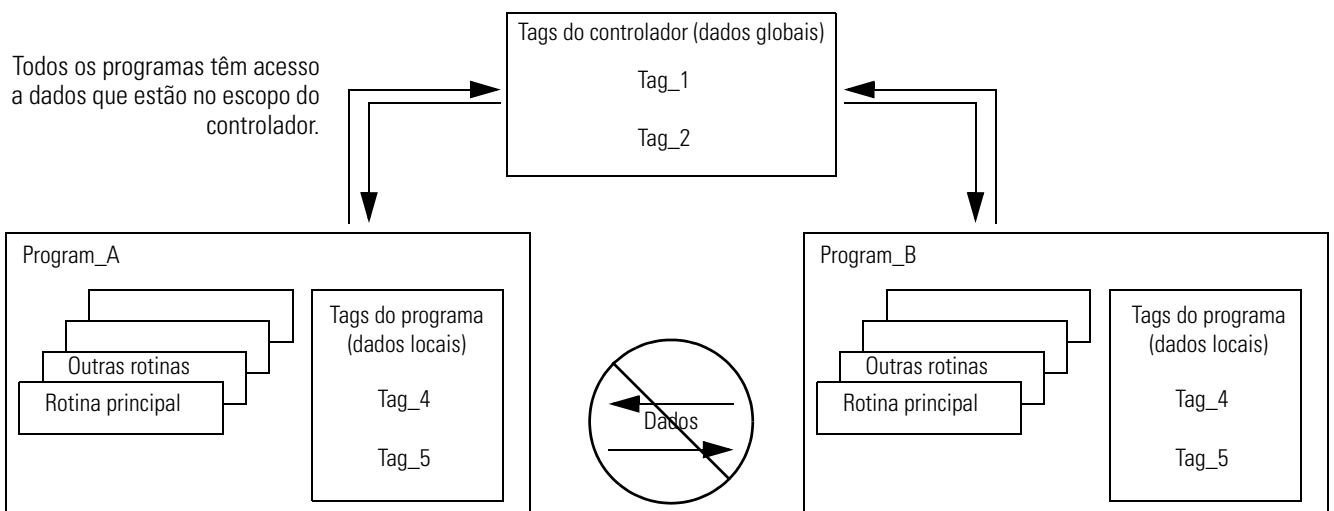 Tags do controlador (dados globais)
Tag_1
Tag_2
Todos os programas têm acesso
a dados que estão no escopo do
controlador.
Program_A
Outras rotinas
Rotina principal
Tags do programa
(dados locais)
Tag_4
Tag_5
Dados
Program_B
Outras rotinas
Rotina principal
Tags do programa
(dados locais)
Tag_4
Tag_5